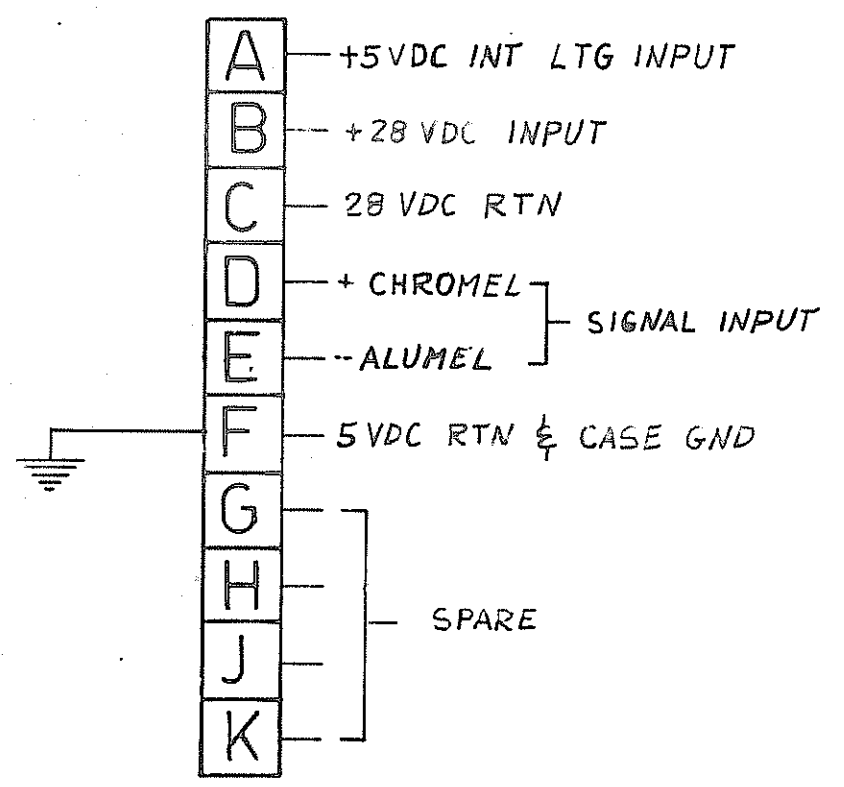 A +5 VDC INT LTG INPUT
B +28 VDC INPUT
C 28 VDC RTN
D + CHROMEL
SIGNAL INPUT
E -- ALUMEL
F 5 VDC RTN & CASE GND
G
H
SPARE
J
K